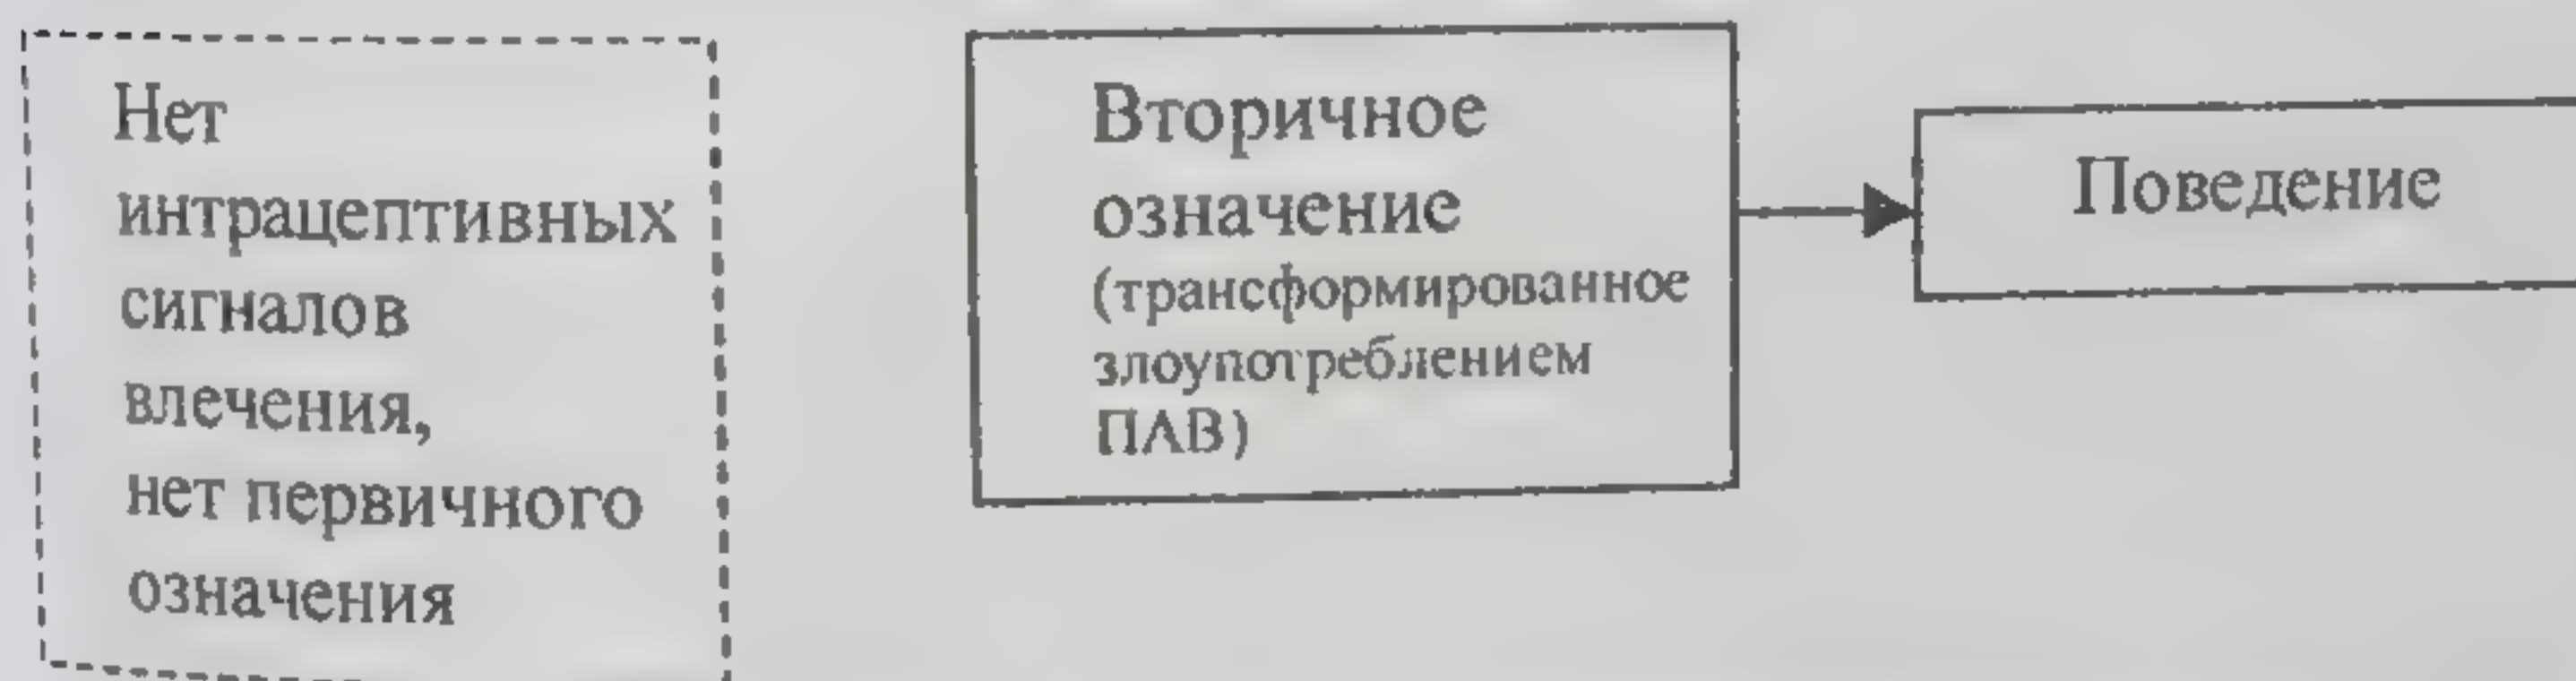 Нет
интрацептивных
сигналов
влечения,
нет первичного
означения
Вторичное
означение
(трансформированное
злоупотреблением
ПАВ)
Поведение